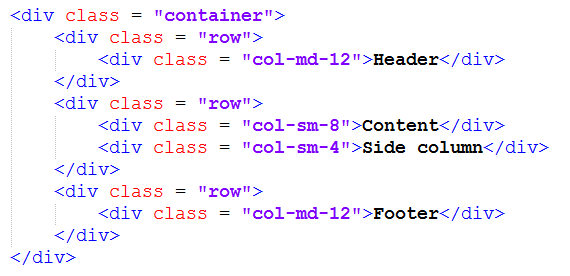 <div class = "container">
    <div class = "row">
        <div class = "col-md-12">Header</div>
    </div>
    <div class = "row">
        <div class = "col-sm-8">Content</div>
        <div class = "col-sm-4">Side column</div>
    </div>
    <div class = "row">
        <div class = "col-md-12">Footer</div>
    </div>
</div>